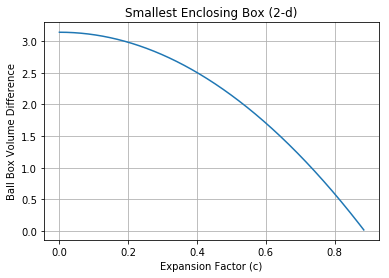 Smallest Enclosing Box (2-d)
Ball Box Volume Difference
3.0
2.5
2.0
1.5
1.0
0.5
0.0
0.0 0.2 0.4 0.6 0.8
Expansion Factor (c)